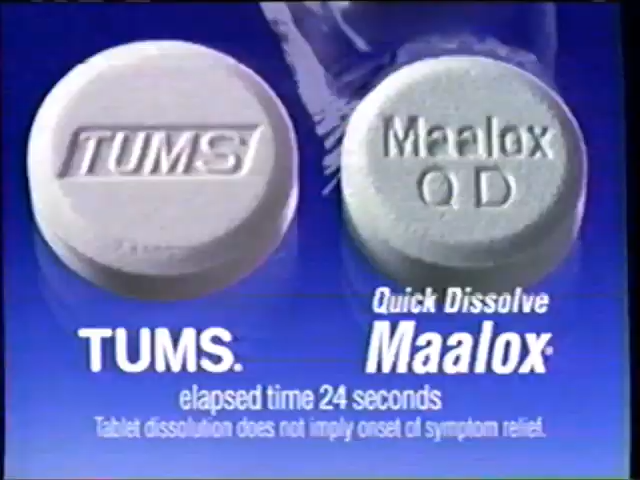 TUMS
Maalox
QD
Quick Dissolve
TUMS.
Maalox
elapsed time 24 seconds
Tablet dissolution does not imply onset of symptom relief.